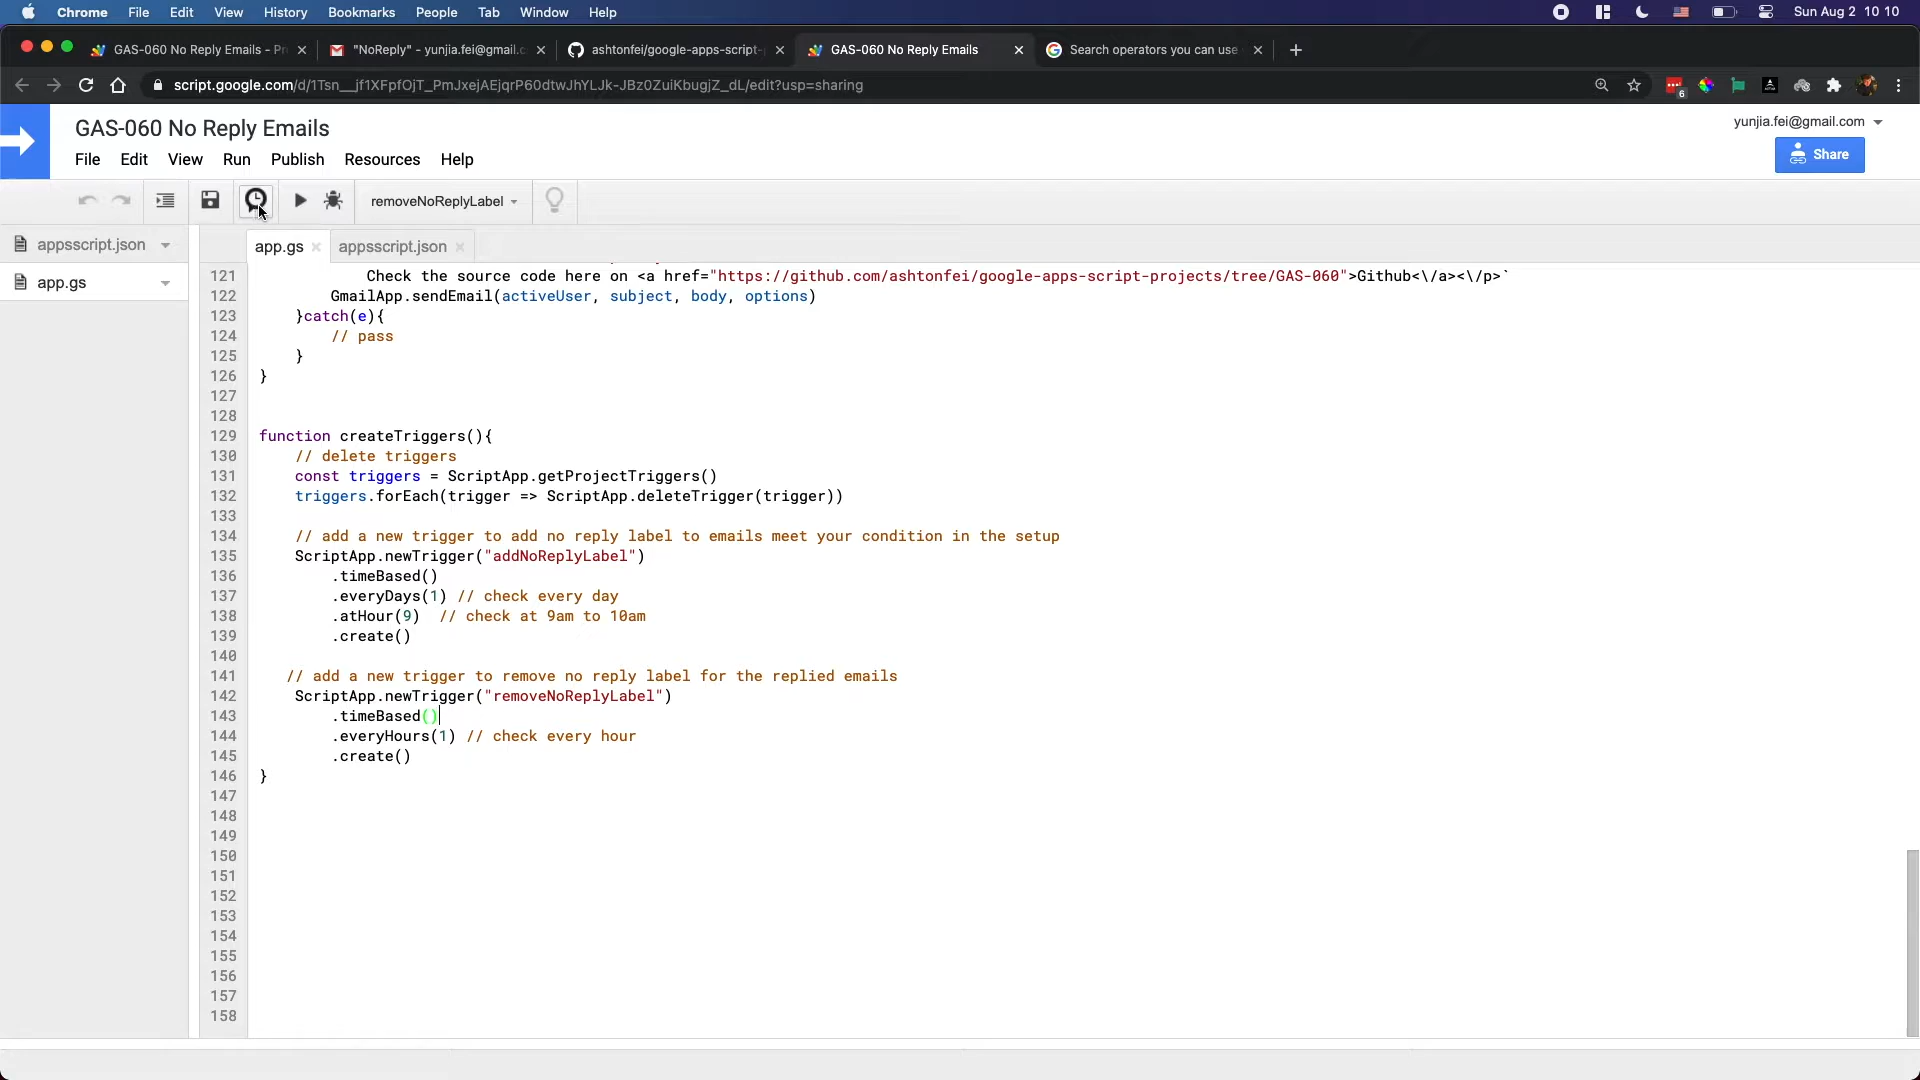 Chrome File Edit View History Bookmarks People Tab Window Help Sun Aug 2 10 10
GAS-060 No Reply Emails - Pr "NoReply" - yunjia.fei@gmail.c ashtonfei/google-apps-script- GAS-060 No Reply Emails Search operators you can use
script.google.com/d/1Tsn__jf1XFpfOjT_PmJxejAEjqrP60dtwJhYLJk-JBz0ZuiKbugjZ_dL/edit?usp=sharing 6
GAS-060 No Reply Emails yunjia.fei@gmail.com
File Edit View Run Publish Resources Help Share
removeNoReplyLabel
appsscript.json app.gs appsscript.json
app.gs
121 Check the source code here on <a href="https://github.com/ashtonfei/google-apps-script-projects/tree/GAS-060">Github<\/a><\/p>`
122 GmailApp.sendEmail(activeUser, subject, body, options)
123 }catch(e){
124 // pass
125 }
126 }
127
128
129 function createTriggers(){
130 // delete triggers
131 const triggers = ScriptApp.getProjectTriggers()
132 triggers.forEach(trigger => ScriptApp.deleteTrigger(trigger))
133
134 // add a new trigger to add no reply label to emails meet your condition in the setup
135 ScriptApp.newTrigger("addNoReplyLabel")
136 .timeBased()
137 .everyDays(1) // check every day
138 .atHour(9) // check at 9am to 10am
139 .create()
140
141 // add a new trigger to remove no reply label for the replied emails
142 ScriptApp.newTrigger("removeNoReplyLabel")
143 .timeBased()
144 .everyHours(1) // check every hour
145 .create()
146 }
147
148
149
150
151
152
153
154
155
156
157
158